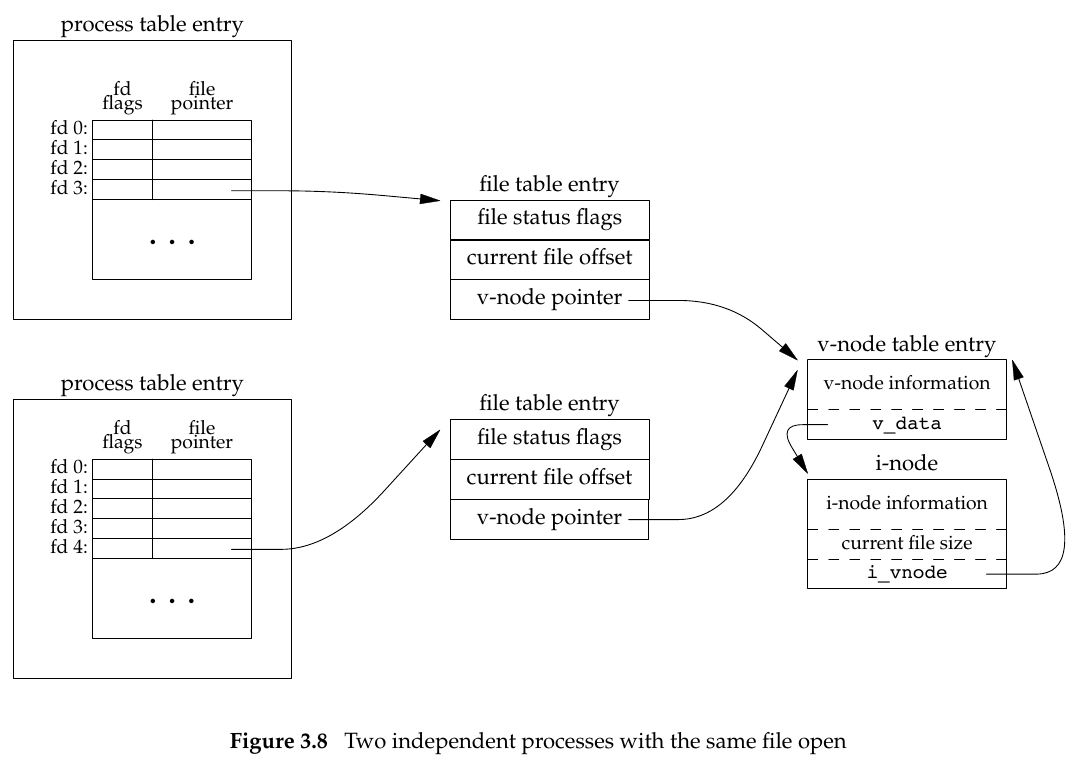 process table entry
fd
flags
file
pointer
fd 0:
fd 1:
fd 2:
fd 3:
. . .
file table entry
file status flags
current file offset
v-node pointer
process table entry
fd
flags
file
pointer
fd 0:
fd 1:
fd 2:
fd 3:
fd 4:
. . .
file table entry
file status flags
current file offset
v-node pointer
v-node table entry
v-node information
v_data
i-node
i-node information
current file size
i_vnode
Figure 3.8 Two independent processes with the same file open